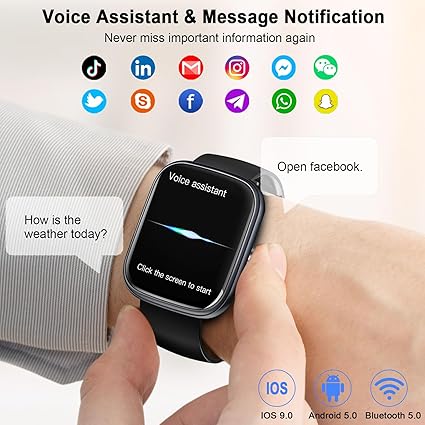 Voice Assistant & Message Notification
Never miss important information again
Voice assistant
Open facebook.
How is the
weather today?
Click the screen to start
IOS
IOS 9.0
Android 5.0
Bluetooth 5.0